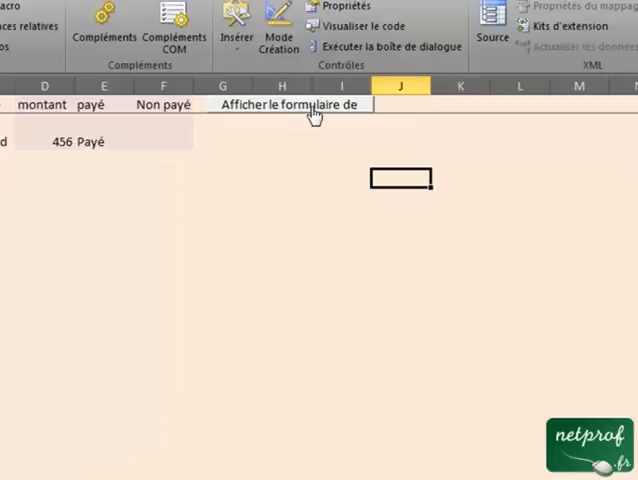 acro
Propriétés
Propriétés du mappag
nces relatives
Visualiser le code
Kits d'extension
os
Compléments
Compléments COM
Insérer
Mode Création
Exécuter la boîte de dialogue
Source
Actualiser les données
Compléments
Contrôles
XML
D E F G H I J K L M
montant payé Non payé Afficher le formulaire de
d 456 Payé
netprof
.fr